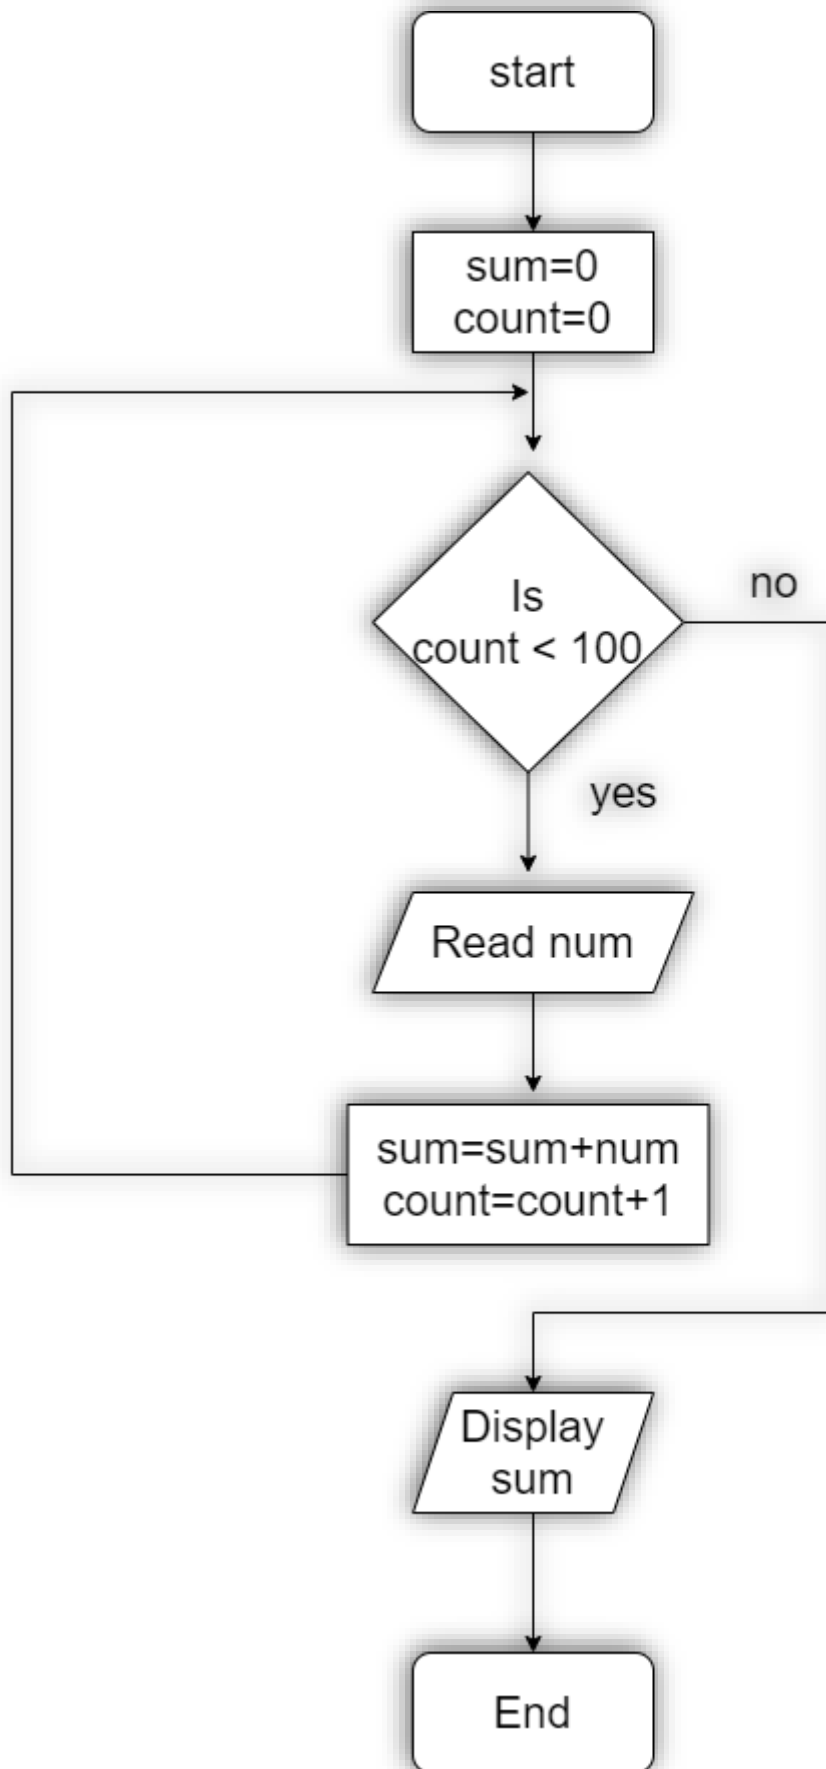 start
sum=0
count=0
Is
count < 100
no
yes
Read num
sum=sum+num
count=count+1
Display
sum
End